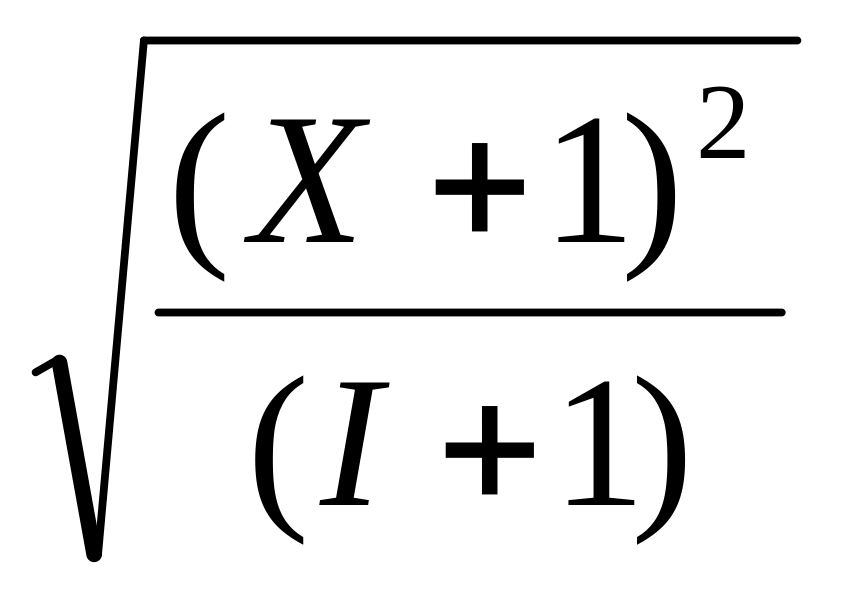 √
(X + 1)²
(I + 1)